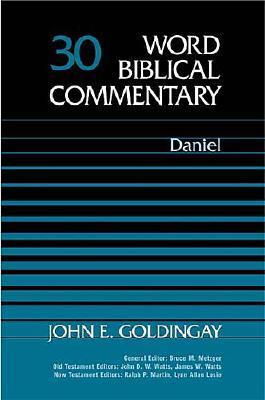 30 WORD
BIBLICAL
COMMENTARY
Daniel
JOHN E. GOLDINGAY
General Editor: Bruce M. Metzger
Old Testament Editors: John D. W. Watts, James W. Watts
New Testament Editors: Ralph P. Martin, Lynn Allan Losie